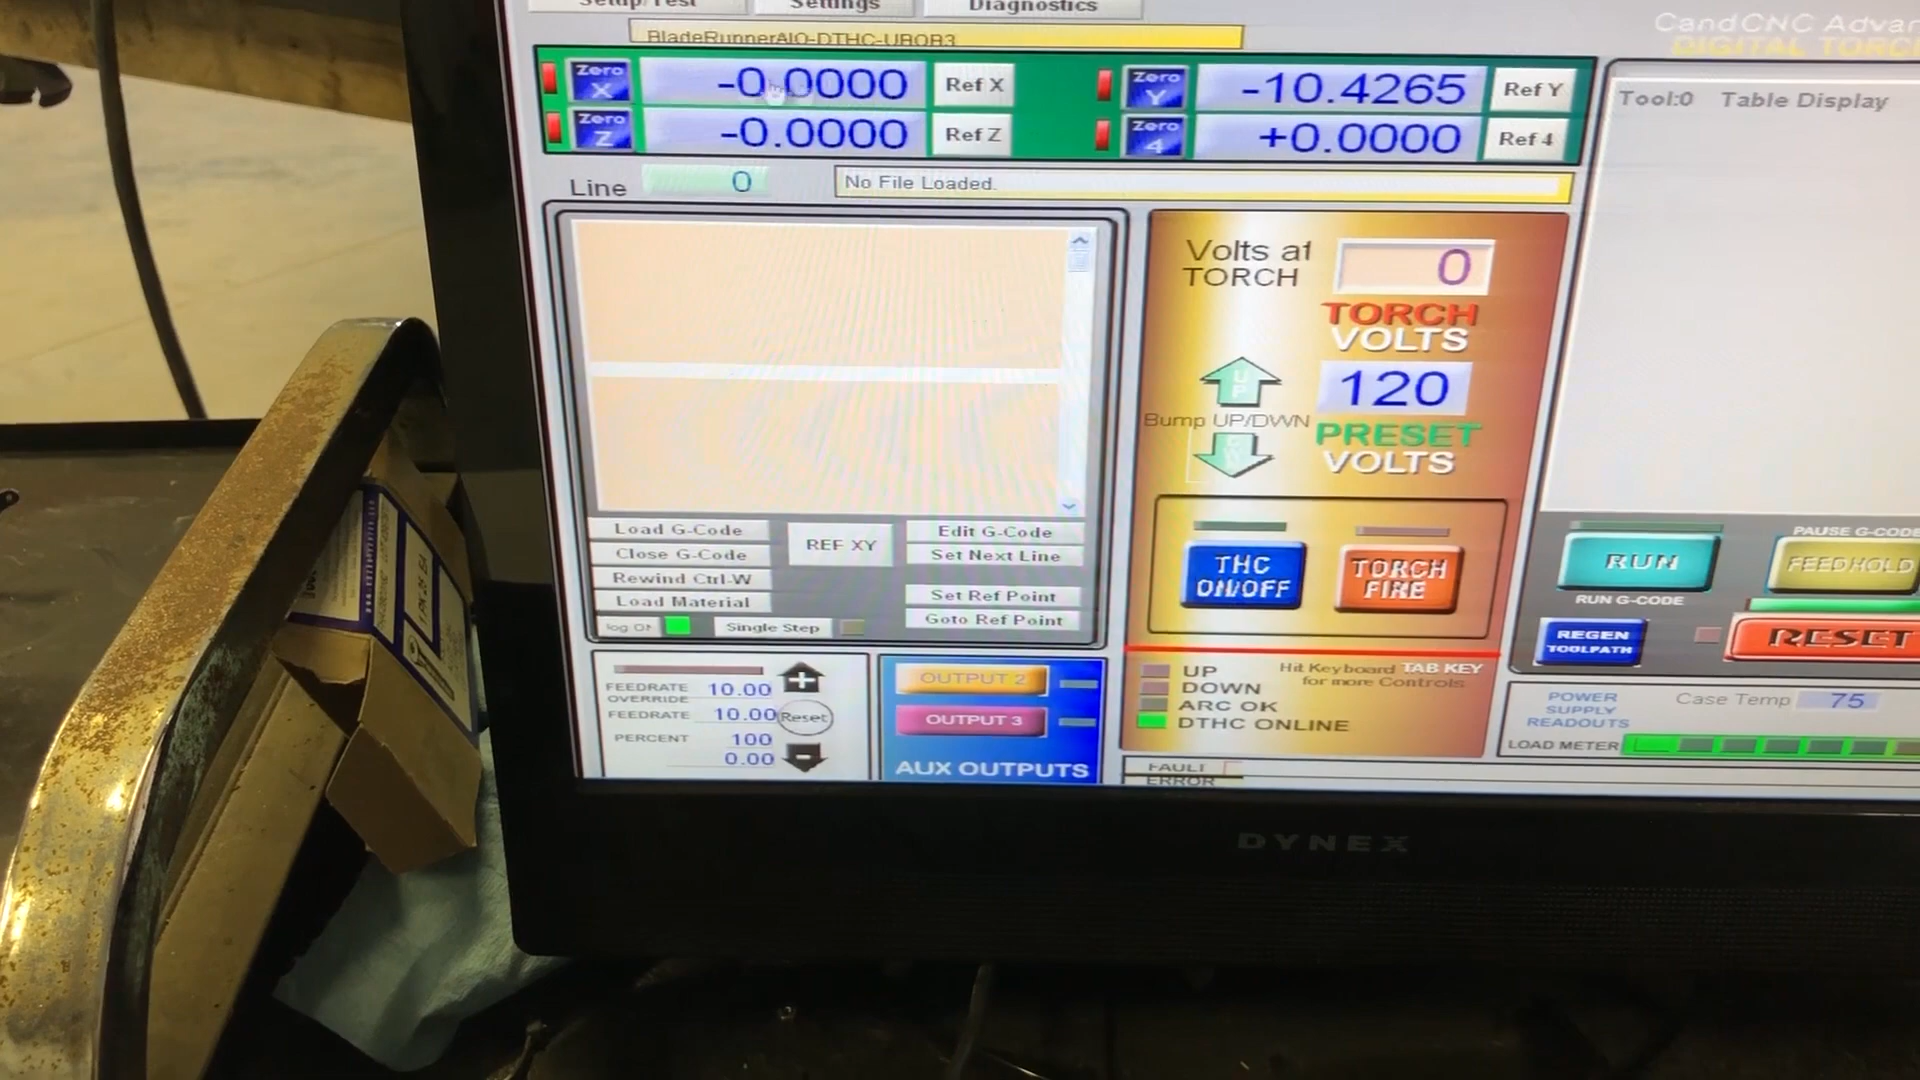 Setup/Test Settings Diagnostics
CandCNC Advan
DIGITAL TORC
BladeRunnerAIO-DTHC-UBOB3
Zero X -0.0000 Ref X Zero Y -10.4265 Ref Y
Zero Z -0.0000 Ref Z Zero 4 +0.0000 Ref 4
Tool:0 Table Display
Line 0 No File Loaded.
Volts at
TORCH
0
TORCH
VOLTS
UP
120
Bump UP/DWN
PRESET
VOLTS
Load G-Code
Close G-Code
Rewind Ctrl-W
Load Material
REF XY
Edit G-Code
Set Next Line
Set Ref Point
Goto Ref Point
Single Step
THC
ON/OFF
TORCH
FIRE
RUN
RUN G-CODE
PAUSE G-CODE
FEEDHOLD
REGEN
TOOLPATH
RESET
FEEDRATE
OVERRIDE
10.00
FEEDRATE 10.00
Reset
PERCENT 100
0.00
OUTPUT 2
OUTPUT 3
AUX OUTPUTS
UP
DOWN
ARC OK
DTHC ONLINE
Hit Keyboard TAB KEY
for more Controls
POWER
SUPPLY
READOUTS
Case Temp 75
LOAD METER
FAULT
ERROR
DYNEX